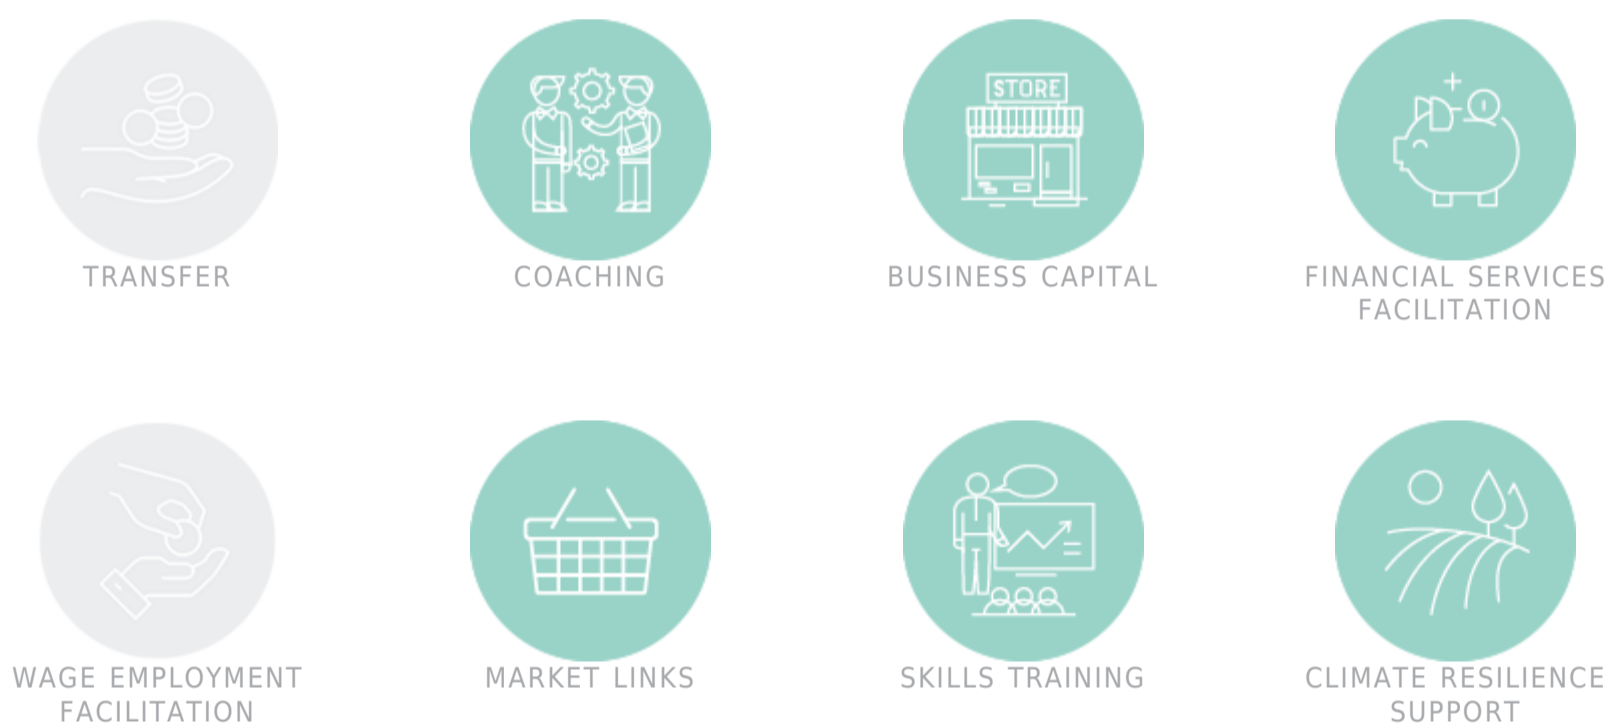 STORE
TRANSFER
COACHING
BUSINESS CAPITAL
FINANCIAL SERVICES
FACILITATION
WAGE EMPLOYMENT
FACILITATION
MARKET LINKS
SKILLS TRAINING
CLIMATE RESILIENCE
SUPPORT